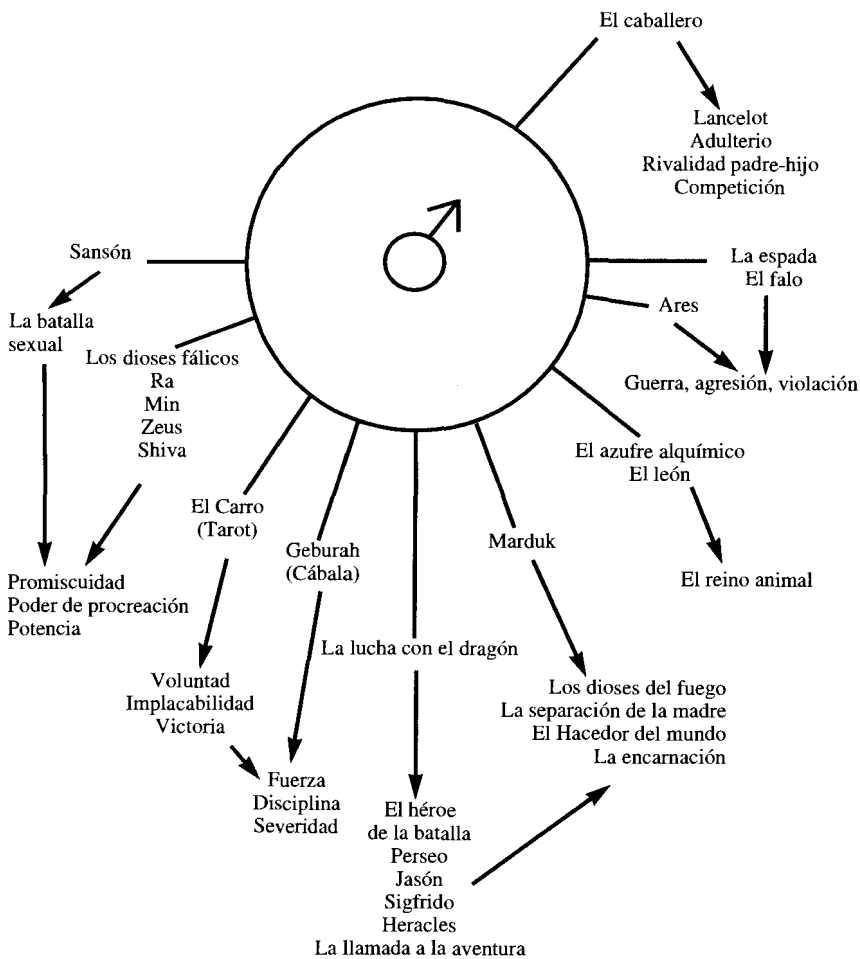 El caballero
Lancelot
Adulterio
Rivalidad padre-hijo
Competición
Sansón
La espada
El falo
Ares
La batalla
sexual
Los dioses fálicos
Ra
Min
Zeus
Shiva
Guerra, agresión, violación
El azufre alquímico
El león
El Carro
(Tarot)
Geburah
(Cábala)
Marduk
Promiscuidad
Poder de procreación
Potencia
El reino animal
La lucha con el dragón
Voluntad
Implacabilidad
Victoria
Los dioses del fuego
La separación de la madre
El Hacedor del mundo
La encarnación
Fuerza
Disciplina
Severidad
El héroe
de la batalla
Perseo
Jasón
Sigfrido
Heracles
La llamada a la aventura